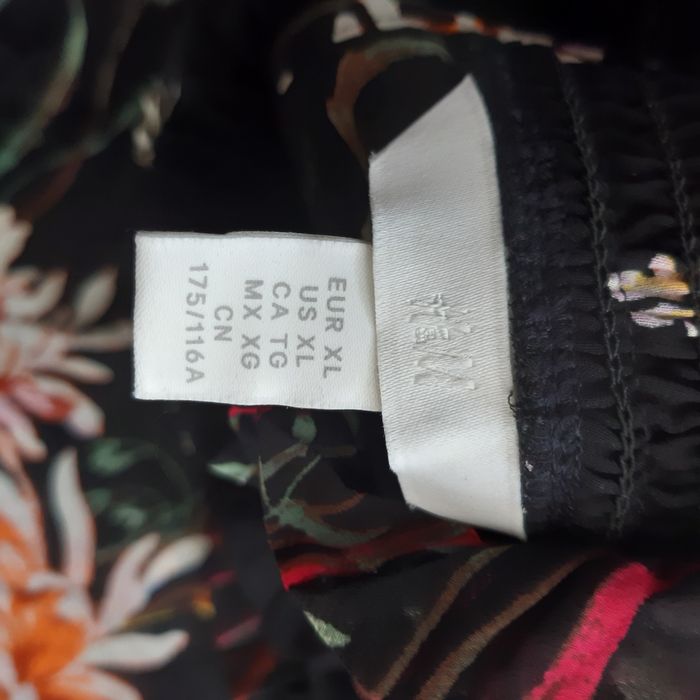 H&M
EUR XL
US XL
CA TG
MX XG
CN
175/116A